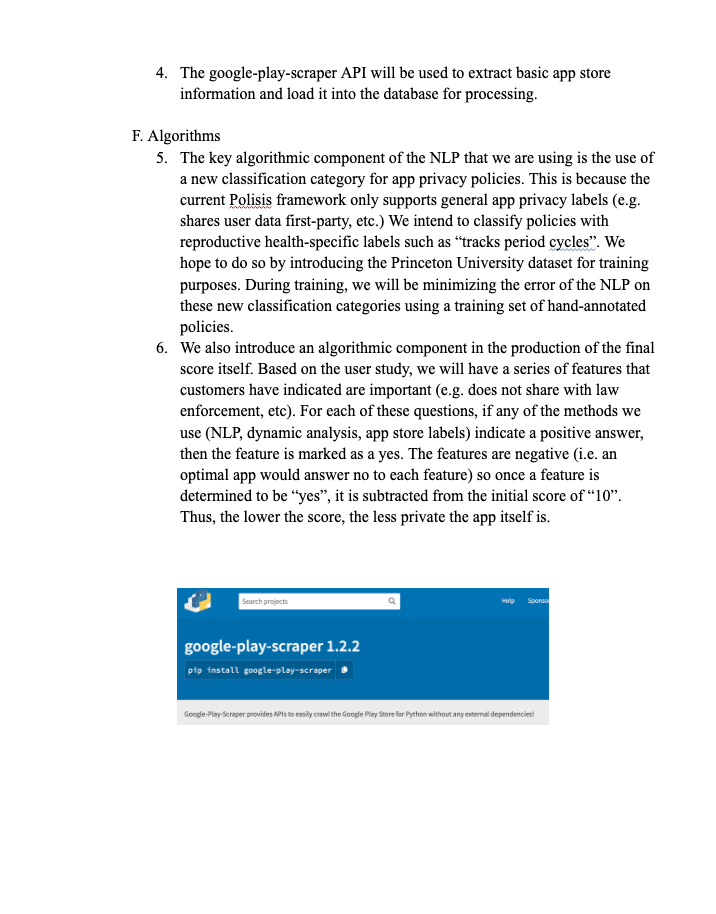 4. The google-play-scraper API will be used to extract basic app store
information and load it into the database for processing.
F. Algorithms
5. The key algorithmic component of the NLP that we are using is the use of
a new classification category for app privacy policies. This is because the
current Polisis framework only supports general app privacy labels (e.g.
shares user data first-party, etc.) We intend to classify policies with
reproductive health-specific labels such as “tracks period cycles”. We
hope to do so by introducing the Princeton University dataset for training
purposes. During training, we will be minimizing the error of the NLP on
these new classification categories using a training set of hand-annotated
policies.
6. We also introduce an algorithmic component in the production of the final
score itself. Based on the user study, we will have a series of features that
customers have indicated are important (e.g. does not share with law
enforcement, etc). For each of these questions, if any of the methods we
use (NLP, dynamic analysis, app store labels) indicate a positive answer,
then the feature is marked as a yes. The features are negative (i.e. an
optimal app would answer no to each feature) so once a feature is
determined to be “yes”, it is subtracted from the initial score of “10”.
Thus, the lower the score, the less private the app itself is.
Search projects
Help Sponso
google-play-scraper 1.2.2
pip install google-play-scraper
Google-Play-Scraper provides APIs to easily crawl the Google Play Store for Python without any external dependencies!